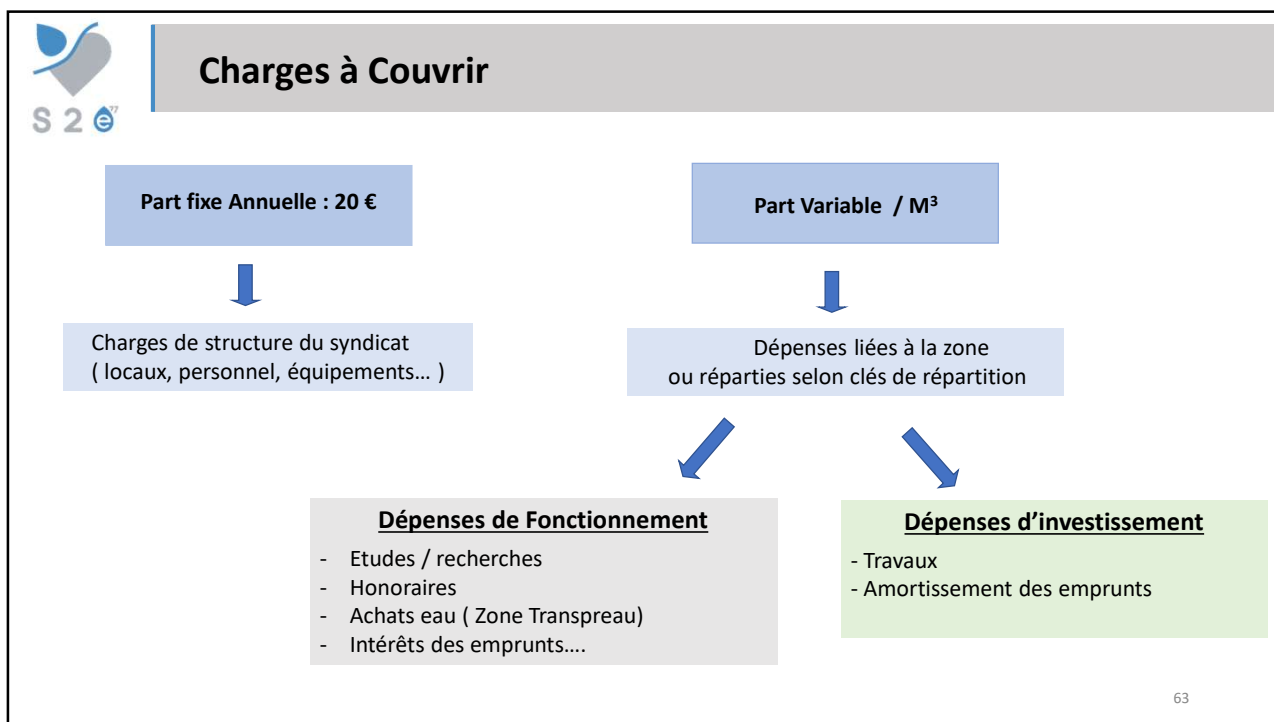 S 2 e 77
Charges à Couvrir
Part fixe Annuelle : 20 €
Part Variable / M³
Charges de structure du syndicat
( locaux, personnel, équipements… )
Dépenses liées à la zone
ou réparties selon clés de répartition
Dépenses de Fonctionnement
- Etudes / recherches
- Honoraires
- Achats eau ( Zone Transpreau)
- Intérêts des emprunts….
Dépenses d’investissement
- Travaux
- Amortissement des emprunts
63